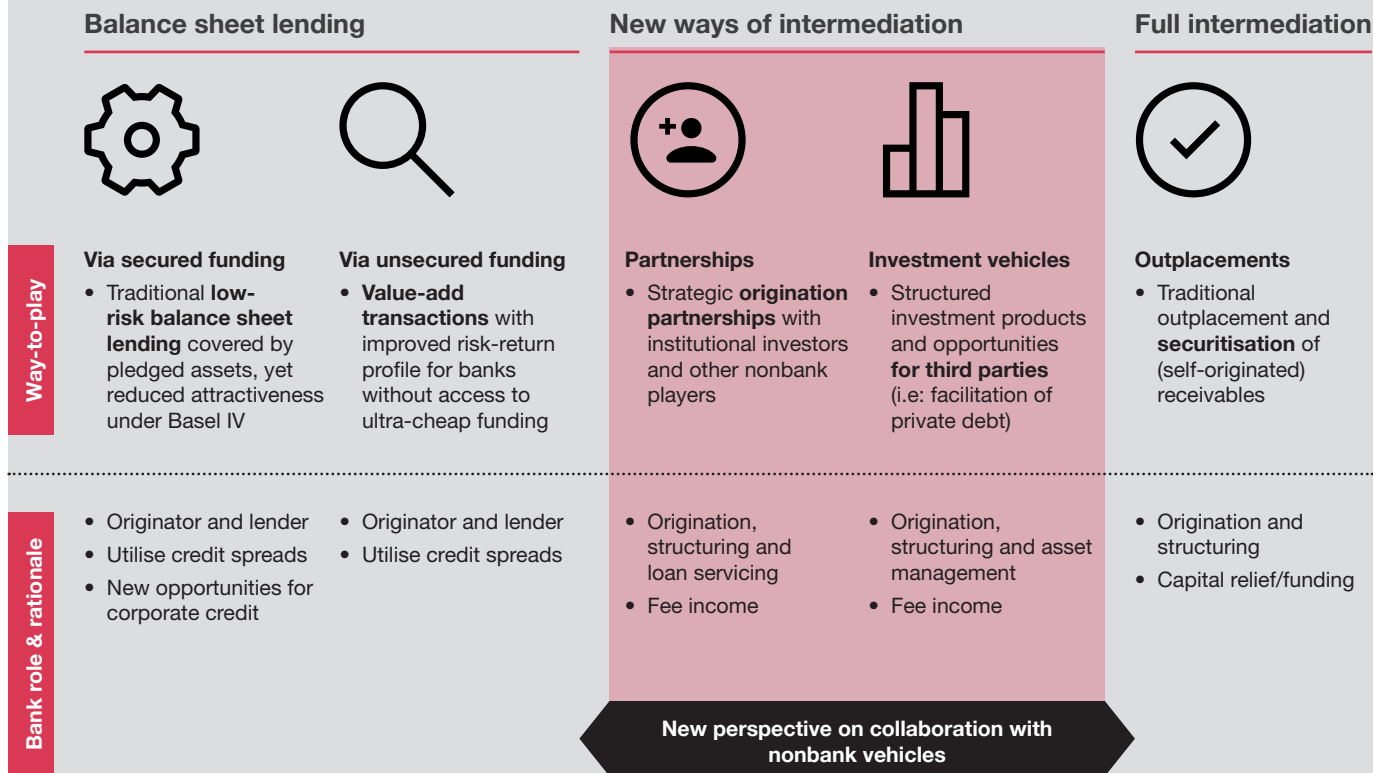 Balance sheet lending
New ways of intermediation
Full intermediation
Way-to-play
Via secured funding
• Traditional low-
risk balance sheet
lending covered by
pledged assets, yet
reduced attractiveness
under Basel IV
Via unsecured funding
• Value-add
transactions with
improved risk-return
profile for banks
without access to
ultra-cheap funding
Partnerships
• Strategic origination
partnerships with
institutional investors
and other nonbank
players
Investment vehicles
• Structured
investment products
and opportunities
for third parties
(i.e: facilitation of
private debt)
Outplacements
• Traditional
outplacement and
securitisation of
(self-originated)
receivables
Bank role & rationale
• Originator and lender
• Utilise credit spreads
• New opportunities for
corporate credit
• Originator and lender
• Utilise credit spreads
• Origination,
structuring and
loan servicing
• Fee income
• Origination,
structuring and asset
management
• Fee income
• Origination and
structuring
• Capital relief/funding
New perspective on collaboration with
nonbank vehicles